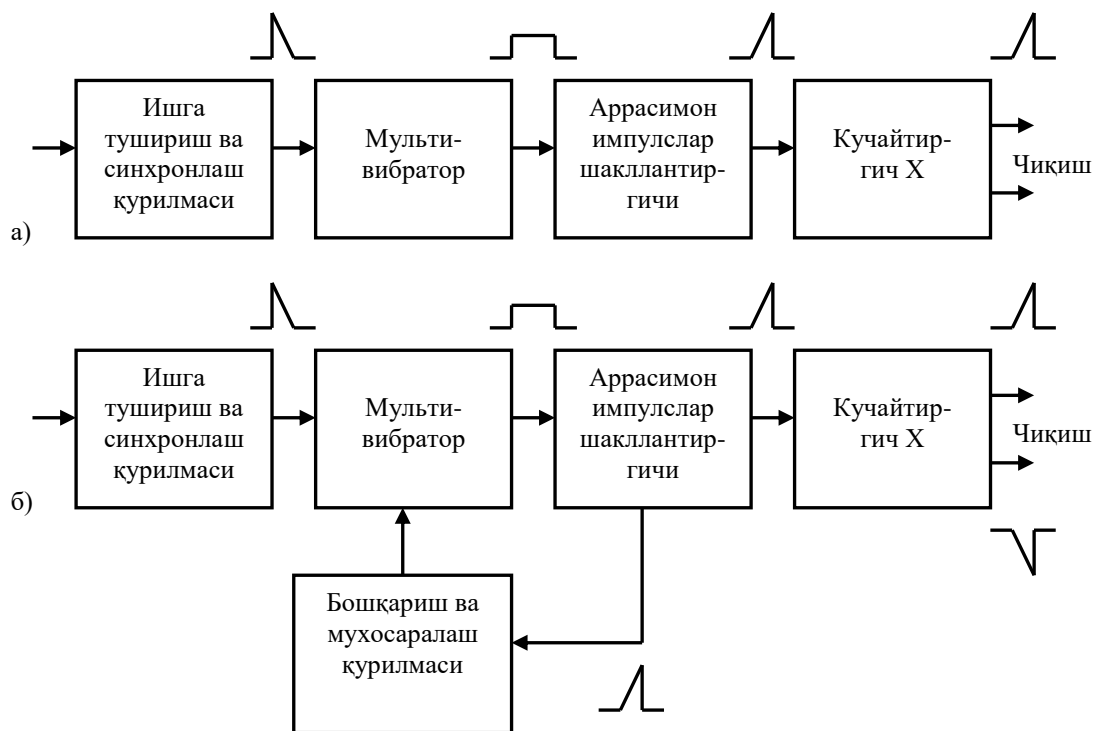 Ишга
тушириш ва
синхронлаш
қурилмаси
Мульти-
вибратор
Аррасимон
импулслар
шакллантир-
гичи
Кучайтир-
гич X
Чиқиш
а)
Ишга
тушириш ва
синхронлаш
қурилмаси
Мульти-
вибратор
Аррасимон
импулслар
шакллантир-
гичи
Кучайтир-
гич X
Чиқиш
б)
Бошқариш ва
мухосаралаш
қурилмаси